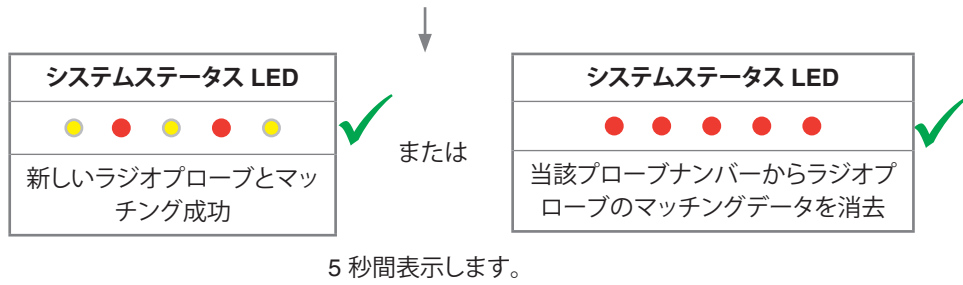 システムステータス LED
新しいラジオプローブとマッ
チング成功
または
システムステータス LED
当該プローブナンバーからラジオプ
ローブのマッチングデータを消去
5 秒間表示します。